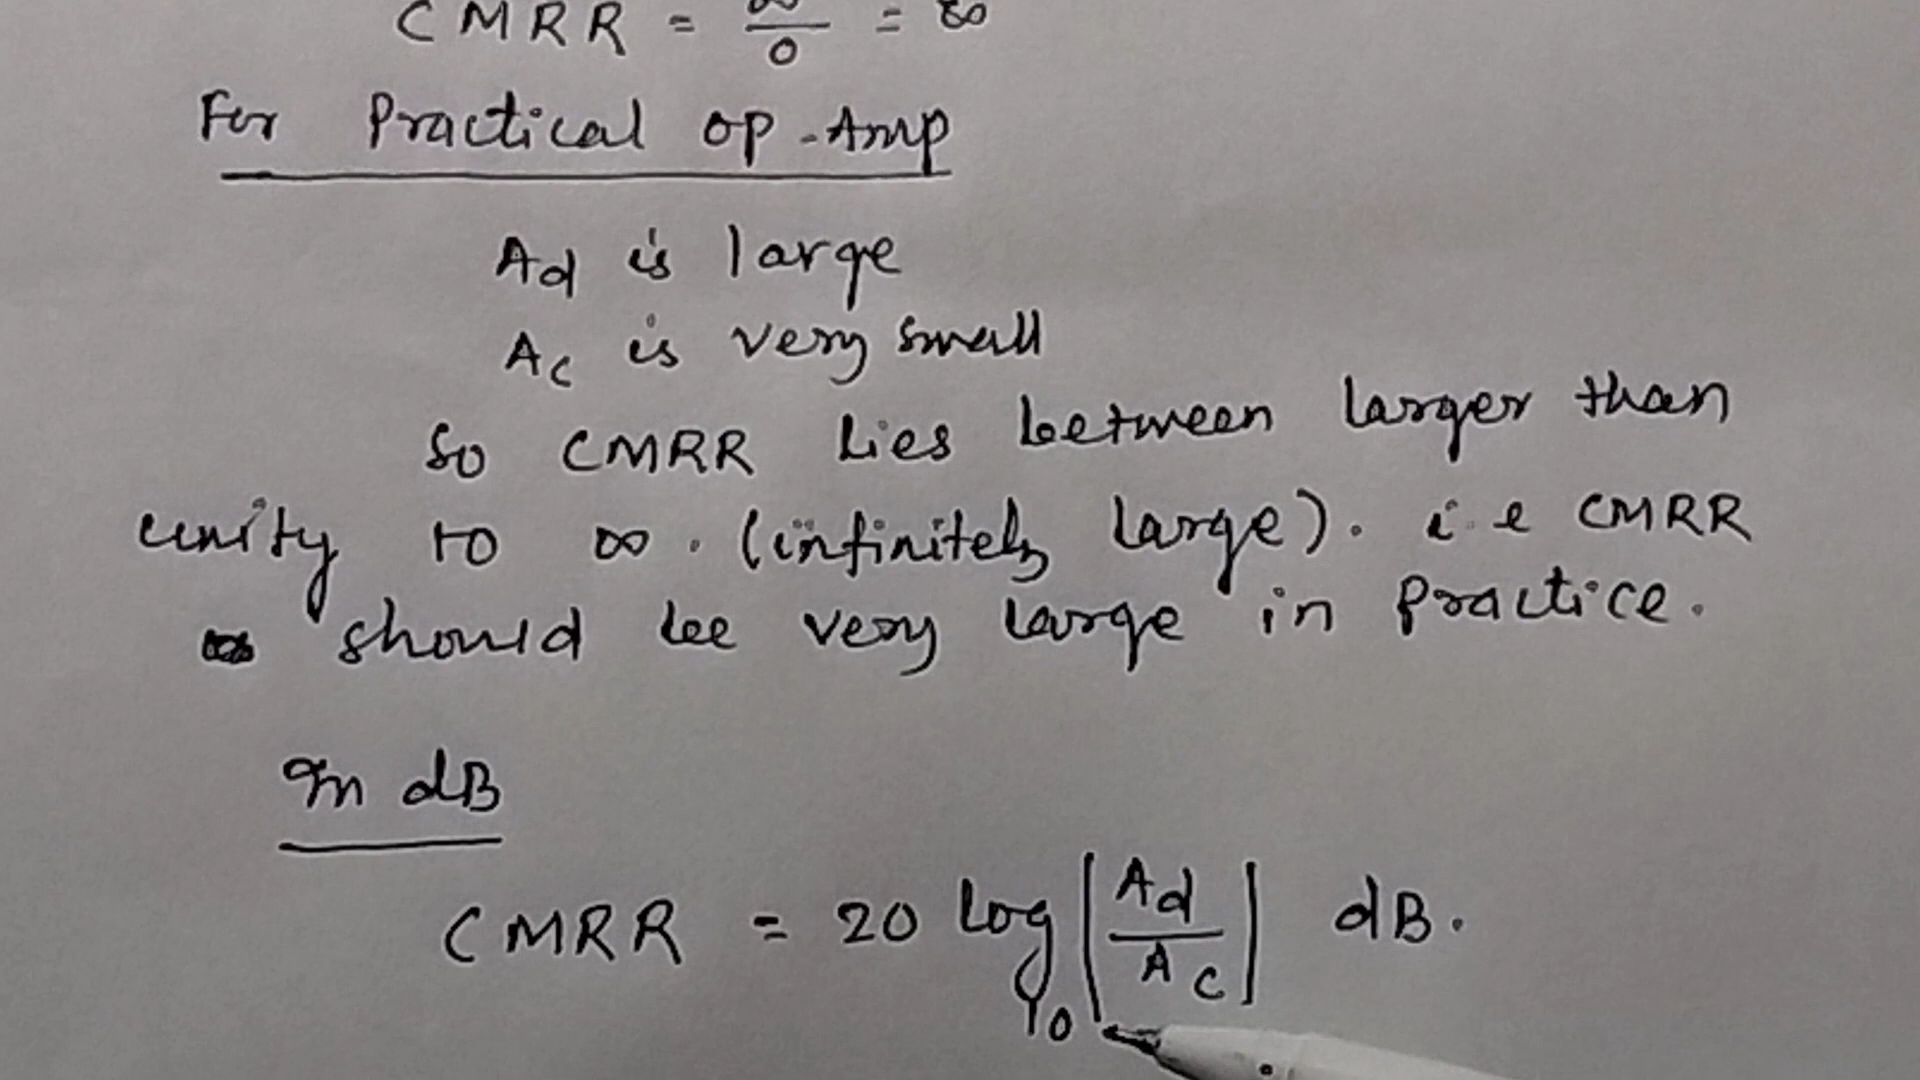 CMRR = ∞/0 = ∞
For Practical op-Amp
Ad is large
Ac is very small
So CMRR Lies between larger than
unity to ∞. (infinitely large). i.e CMRR
should be very large in practice.
In dB
CMRR = 20 log10 |Ad/Ac| dB.